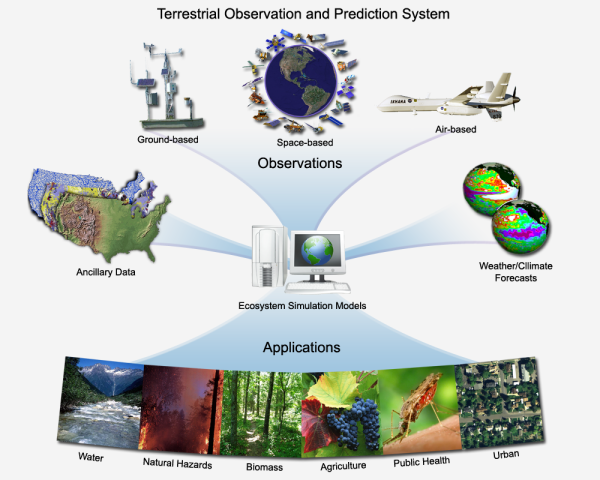 Terrestrial Observation and Prediction System
Ground-based
Space-based
Air-based
Observations
Ancillary Data
Weather/Climate
Forecasts
Ecosystem Simulation Models
Applications
Water
Natural Hazards
Biomass
Agriculture
Public Health
Urban